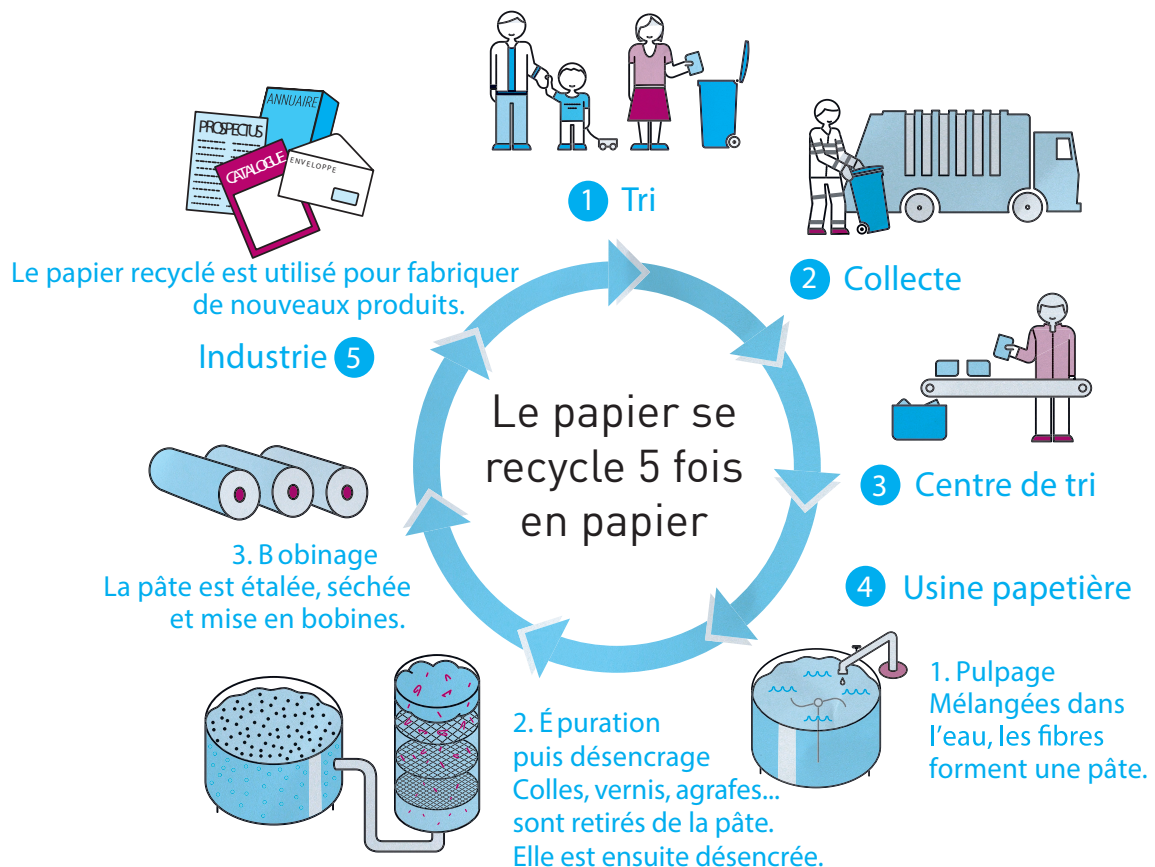 1 Tri
2 Collecte
3 Centre de tri
4 Usine papetière
1. Pulpage
Mélangées dans
l'eau, les fibres
forment une pâte.
2. É puration
puis désencrage
Colles, vernis, agrafes...
sont retirés de la pâte.
Elle est ensuite désencrée.
3. B obinage
La pâte est étalée, séchée
et mise en bobines.
Industrie 5
Le papier recyclé est utilisé pour fabriquer
de nouveaux produits.
ANNUAIRE
PROSPECTUS
CATALOGUE
ENVELOPPE
Le papier se
recycle 5 fois
en papier